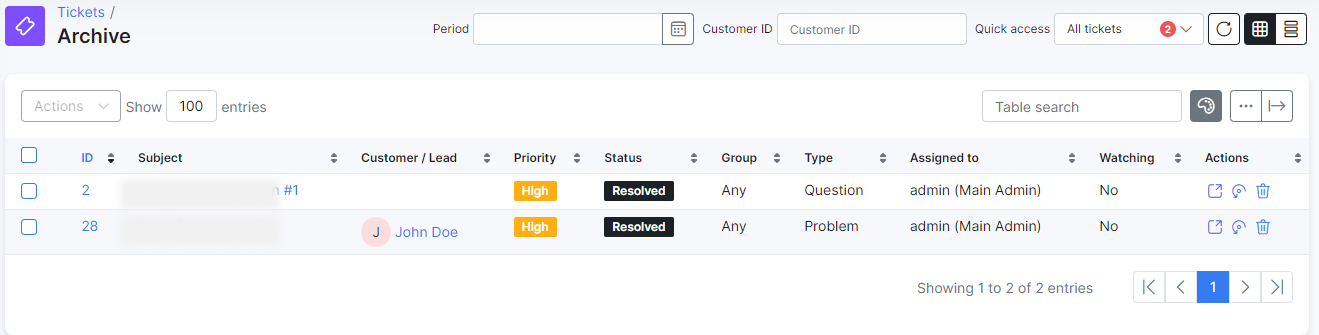 Tickets /
Archive
Period
Customer ID
Customer ID
Quick access
All tickets
2
Actions
Show 100 entries
Table search
ID Subject Customer / Lead Priority Status Group Type Assigned to Watching Actions
2 #1 High Resolved Any Question admin (Main Admin) No
28 J John Doe High Resolved Any Problem admin (Main Admin) No
Showing 1 to 2 of 2 entries
1